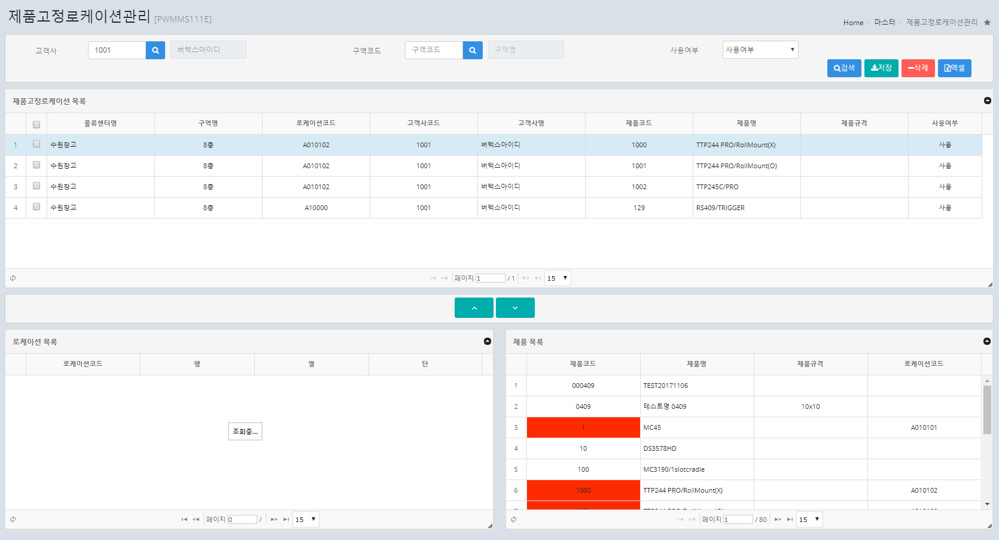 제품고정로케이션관리 [PWMMS111E]
Home / 마스터 / 제품고정로케이션관리
고객사 1001 버텍스아이디 구역코드 구역코드 구역명 사용여부 사용여부
검색 저장 삭제 엑셀
제품고정로케이션 목록
물류센터명 구역명 로케이션코드 고객사코드 고객사명 제품코드 제품명 제품규격 사용여부
1 수원창고 8층 A010102 1001 버텍스아이디 1000 TTP244 PRO/RollMount(X) 사용
2 수원창고 8층 A010102 1001 버텍스아이디 1001 TTP244 PRO/RollMount(O) 사용
3 수원창고 8층 A010102 1001 버텍스아이디 1002 TTP245C/PRO 사용
4 수원창고 8층 A10000 1001 버텍스아이디 129 RS409/TRIGGER 사용
페이지 1 / 1 15
로케이션 목록
로케이션코드 행 열 단
조회중...
페이지 0 / 15
제품 목록
제품코드 제품명 제품규격 로케이션코드
1 000409 TEST20171106
2 0409 테스트명 0409 10x10
3 1 MC45 A010101
4 10 DS3578HD
5 100 MC3190/1slotcradle
6 1000 TTP244 PRO/RollMount(X) A010102
페이지 1 / 80 15